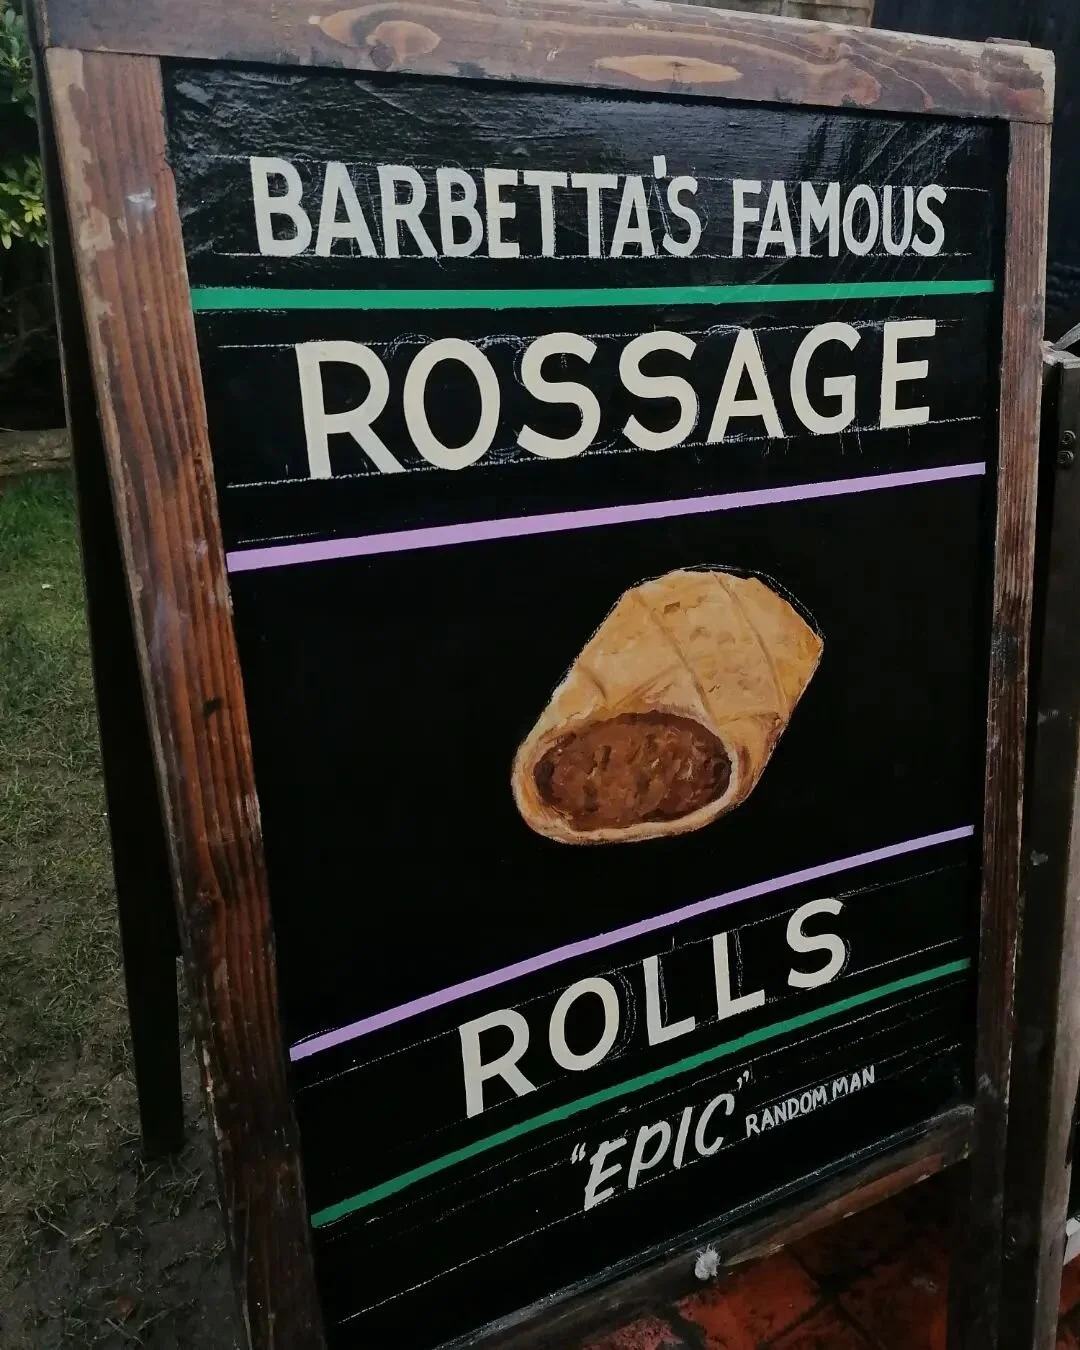 BARBETTA'S FAMOUS
ROSSAGE
ROLLS
"EPIC" RANDOM MAN